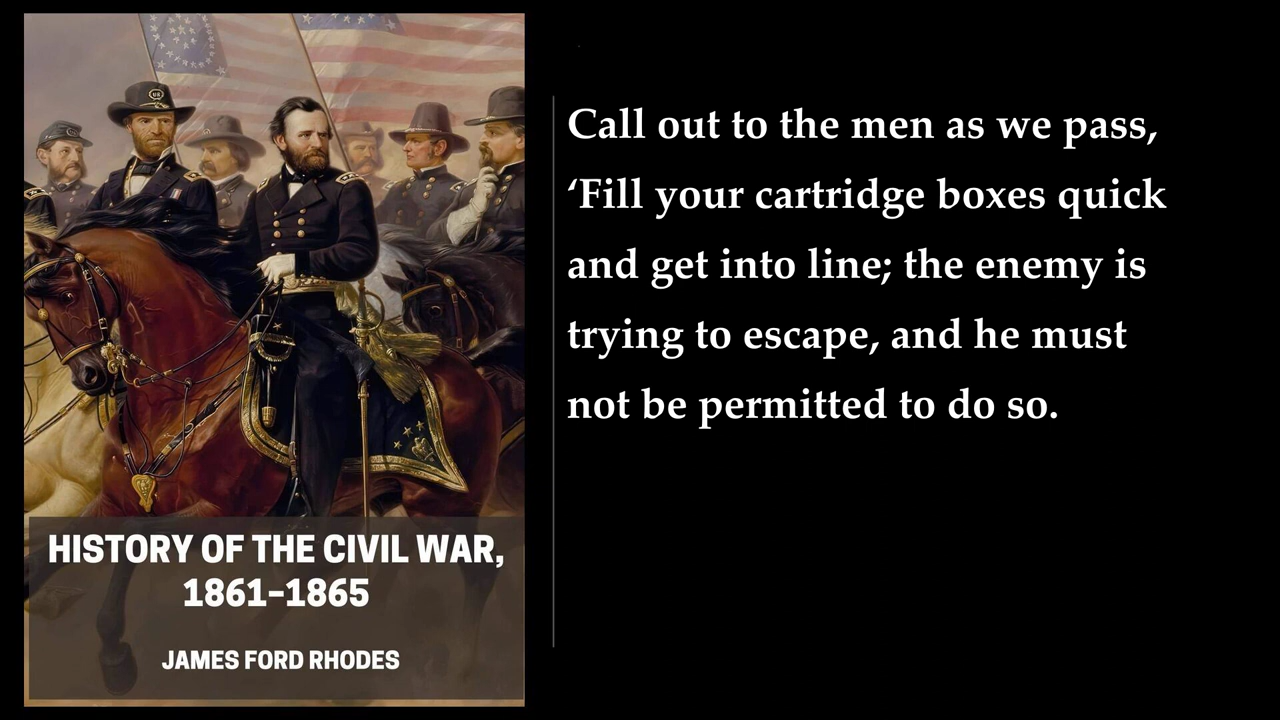 HISTORY OF THE CIVIL WAR,
1861–1865
JAMES FORD RHODES
Call out to the men as we pass,
‘Fill your cartridge boxes quick
and get into line; the enemy is
trying to escape, and he must
not be permitted to do so.